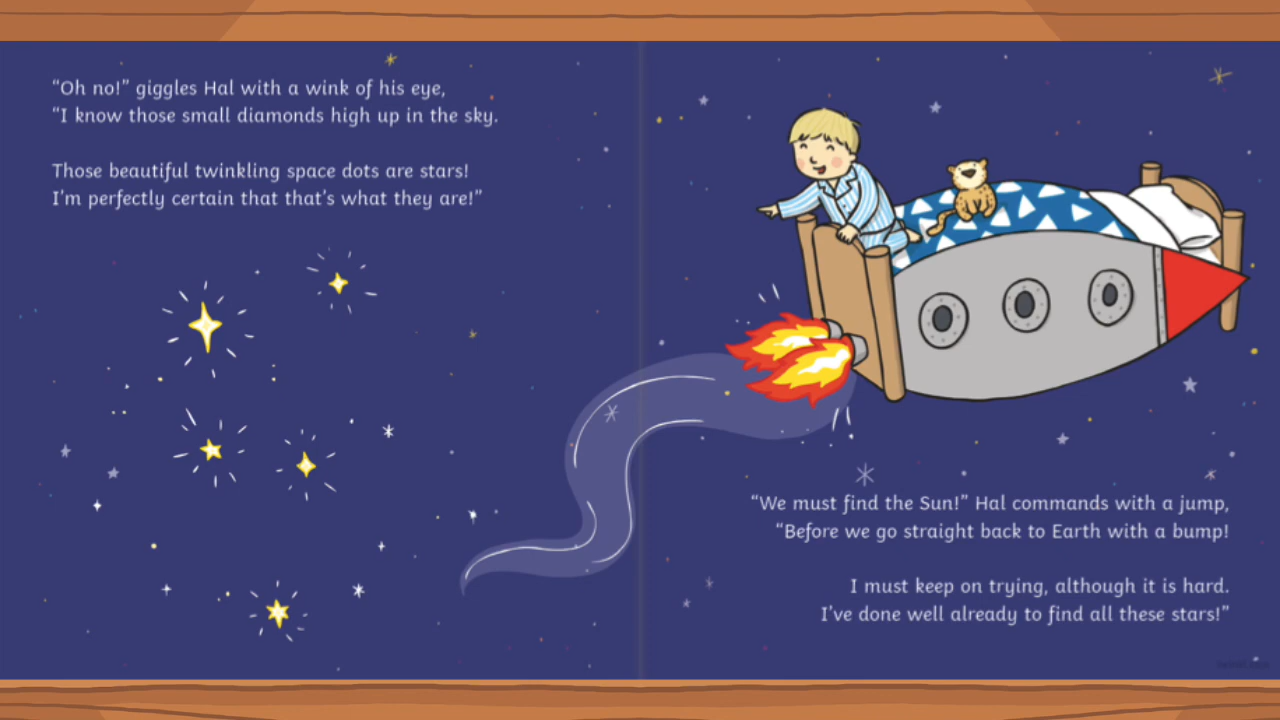 “Oh no!” giggles Hal with a wink of his eye,
“I know those small diamonds high up in the sky.
Those beautiful twinkling space dots are stars!
I’m perfectly certain that that’s what they are!”
“We must find the Sun!” Hal commands with a jump,
“Before we go straight back to Earth with a bump!
I must keep on trying, although it is hard.
I’ve done well already to find all these stars!”